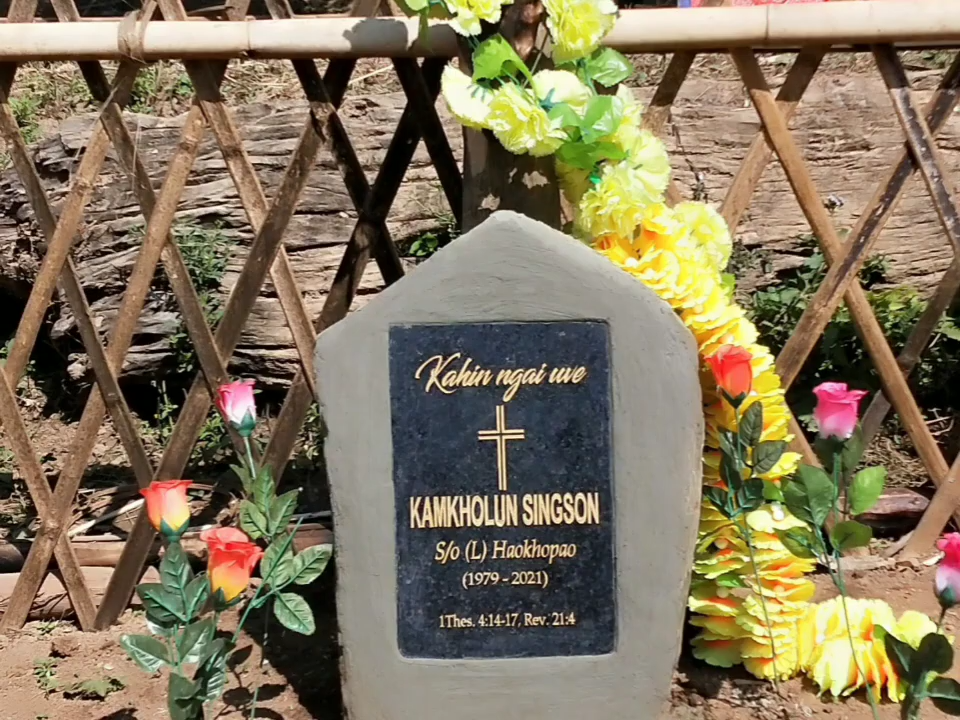 Kahin ngai uve
KAMKHOLUN SINGSON
S/o (L) Haokhopao
(1979 - 2021)
1Thes. 4:14-17, Rev. 21:4